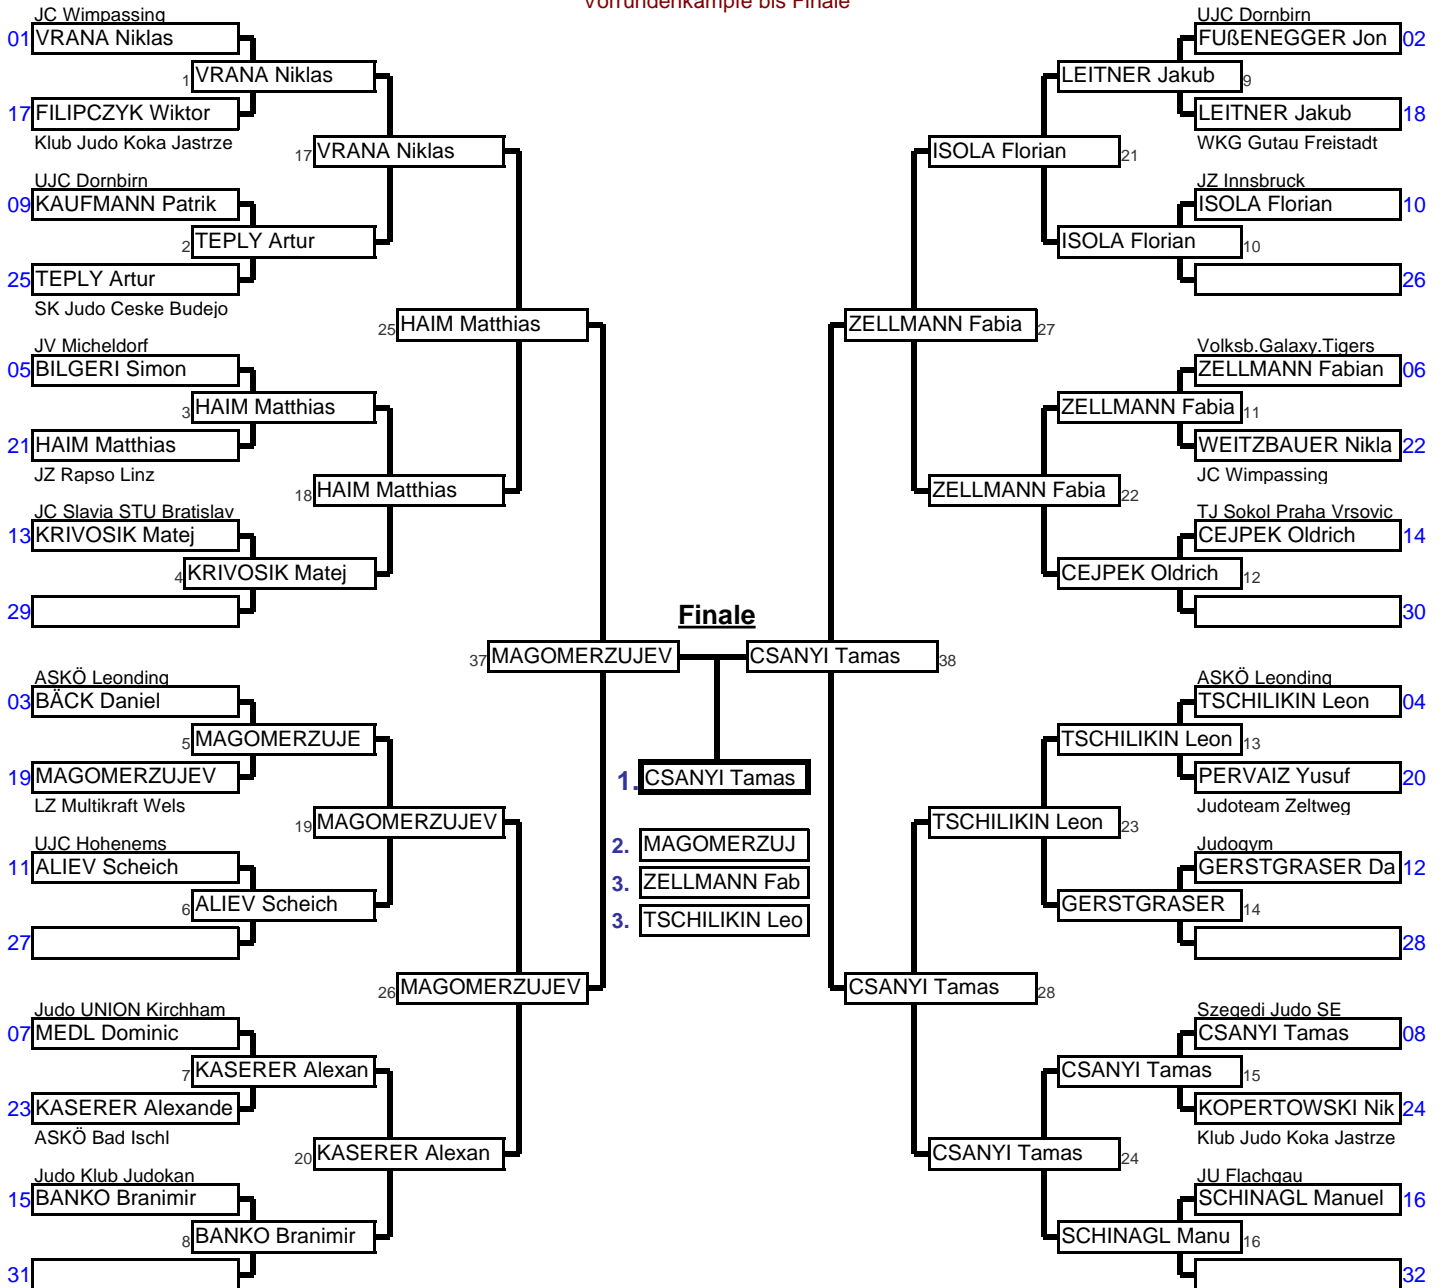 Vorrundenkämpfe bis Finale
JC Wimpassing
01 VRANA Niklas
1 VRANA Niklas
17 FILIPCZYK Wiktor
Klub Judo Koka Jastrze
17 VRANA Niklas
UJC Dornbirn
09 KAUFMANN Patrik
2 TEPLY Artur
25 TEPLY Artur
SK Judo Ceske Budejo
25 HAIM Matthias
JV Micheldorf
05 BILGERI Simon
3 HAIM Matthias
21 HAIM Matthias
JZ Rapso Linz
18 HAIM Matthias
JC Slavia STU Bratislav
13 KRIVOSIK Matej
4 KRIVOSIK Matej
29
37 MAGOMERZUJEV
ASKÖ Leonding
03 BÄCK Daniel
5 MAGOMERZUJE
19 MAGOMERZUJEV
LZ Multikraft Wels
19 MAGOMERZUJEV
UJC Hohenems
11 ALIEV Scheich
6 ALIEV Scheich
27
26 MAGOMERZUJEV
Judo UNION Kirchham
07 MEDL Dominic
7 KASERER Alexan
23 KASERER Alexande
ASKÖ Bad Ischl
20 KASERER Alexan
Judo Klub Judokan
15 BANKO Branimir
8 BANKO Branimir
31
Finale
1. CSANYI Tamas
2. MAGOMERZUJ
3. ZELLMANN Fab
3. TSCHILIKIN Leo
UJC Dornbirn
FUßENEGGER Jon 02
LEITNER Jakub 9
LEITNER Jakub 18
WKG Gutau Freistadt
ISOLA Florian 21
JZ Innsbruck
ISOLA Florian 10
ISOLA Florian 10
26
ZELLMANN Fabia 27
Volksb.Galaxy.Tigers
ZELLMANN Fabian 06
ZELLMANN Fabia 11
WEITZBAUER Nikla 22
JC Wimpassing
ZELLMANN Fabia 22
TJ Sokol Praha Vrsovic
CEJPEK Oldrich 14
CEJPEK Oldrich 12
30
CSANYI Tamas 38
ASKÖ Leonding
TSCHILIKIN Leon 04
TSCHILIKIN Leon 13
PERVAIZ Yusuf 20
Judoteam Zeltweg
TSCHILIKIN Leon 23
Judogym
GERSTGRASER Da 12
GERSTGRASER 14
28
CSANYI Tamas 28
Szegedi Judo SE
CSANYI Tamas 08
CSANYI Tamas 15
KOPERTOWSKI Nik 24
Klub Judo Koka Jastrze
CSANYI Tamas 24
JU Flachgau
SCHINAGL Manuel 16
SCHINAGL Manu 16
32